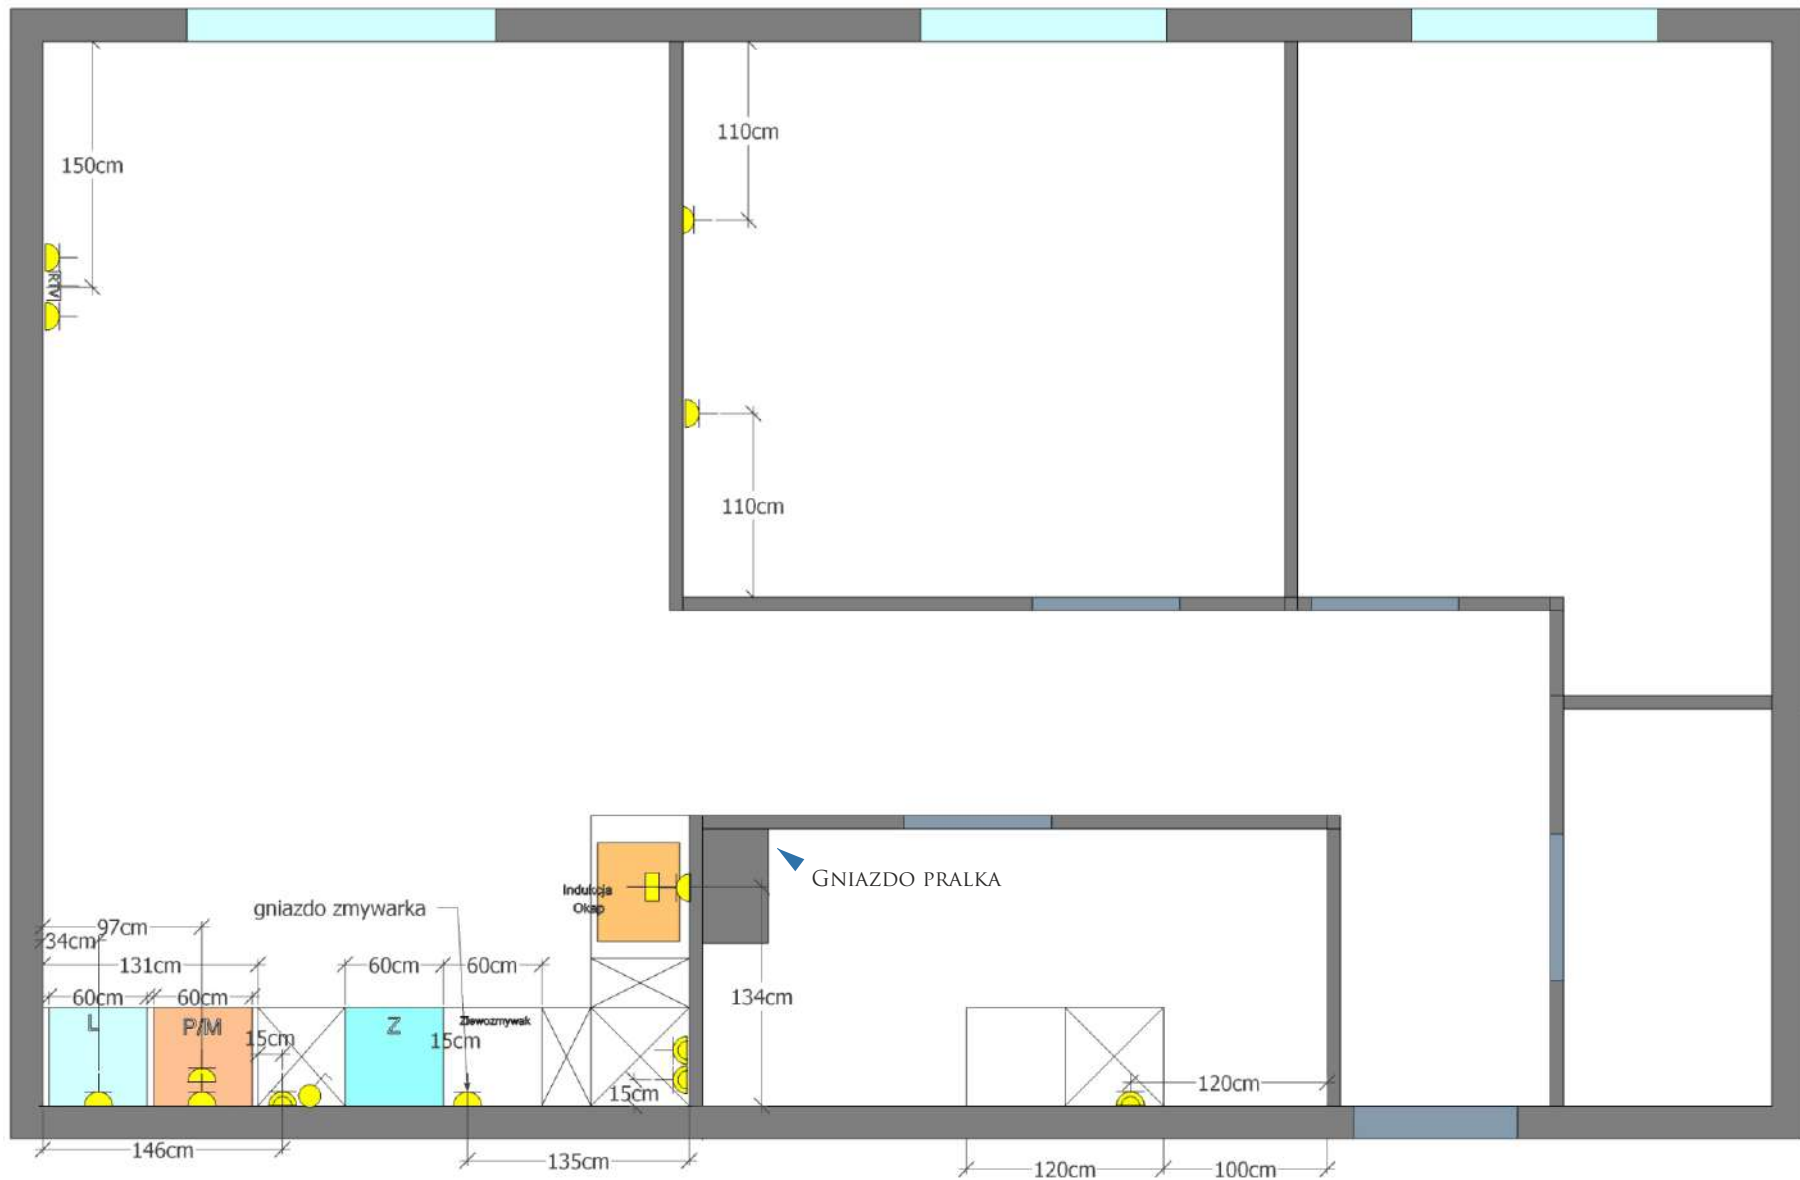 110cm
150cm
RTV
110cm
GNIAZDO PRALKA
Indukcja
Okap
gniazdo zmywarka
97cm
34cm
131cm
60cm
60cm
60cm
60cm
134cm
L
P/M
Z
Zlewozmywak
15cm
15cm
15cm
120cm
146cm
135cm
120cm
100cm